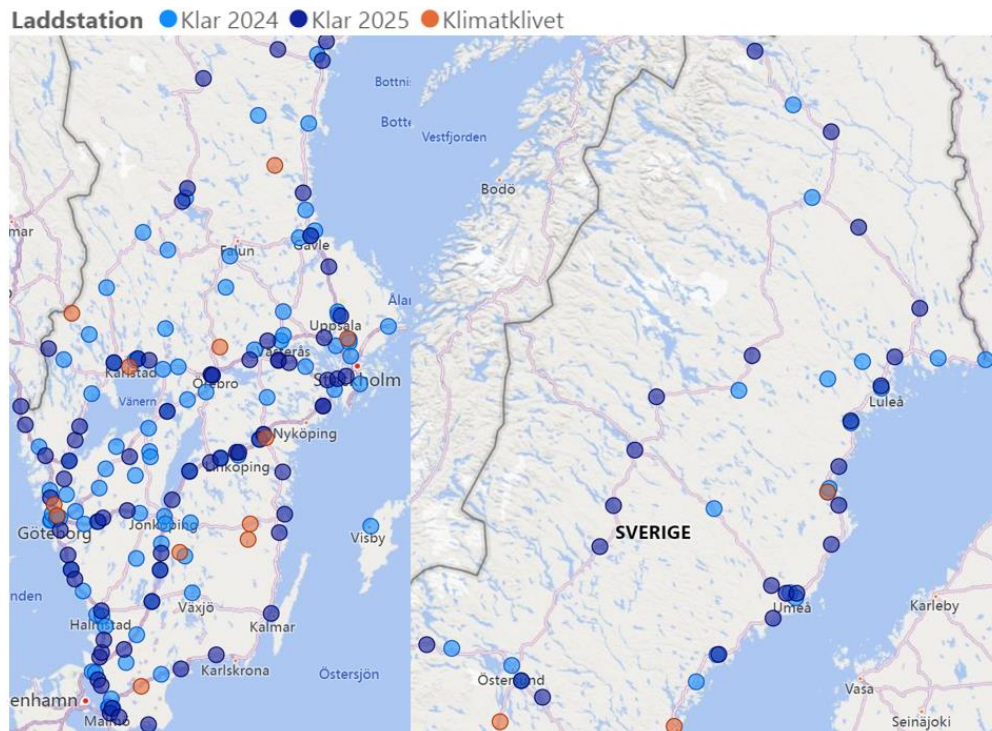 Laddstation Klar 2024 Klar 2025 Klimatklivet
Bottni
Botte
Vestfjorden
Bodö
mar
Falun
Gävle
Ålar
Uppsala
Västerås
Karlstad
Örebro
Stockholm
Vänern
Luleå
Nyköping
Linköping
Göteborg
Jönköping
Visby
SVERIGE
nden
Växjö
Umeå
Karleby
Halmstad
Kalmar
Karlskrona
Östersjön
Östersund
Vasa
enhamn
Malmö
Seinäjoki